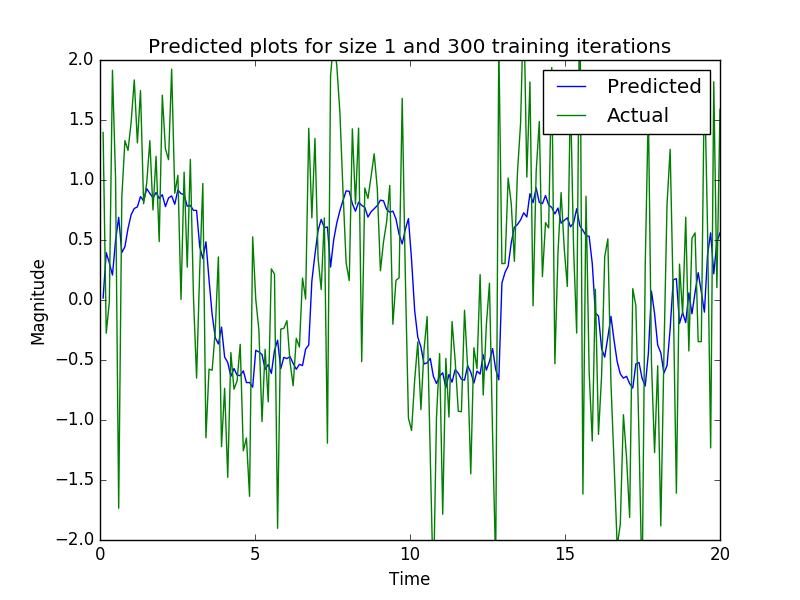 Predicted plots for size 1 and 300 training iterations
Predicted
Actual
2.0
1.5
1.0
0.5
0.0
−0.5
−1.0
−1.5
−2.0
Magnitude
0 5 10 15 20
Time